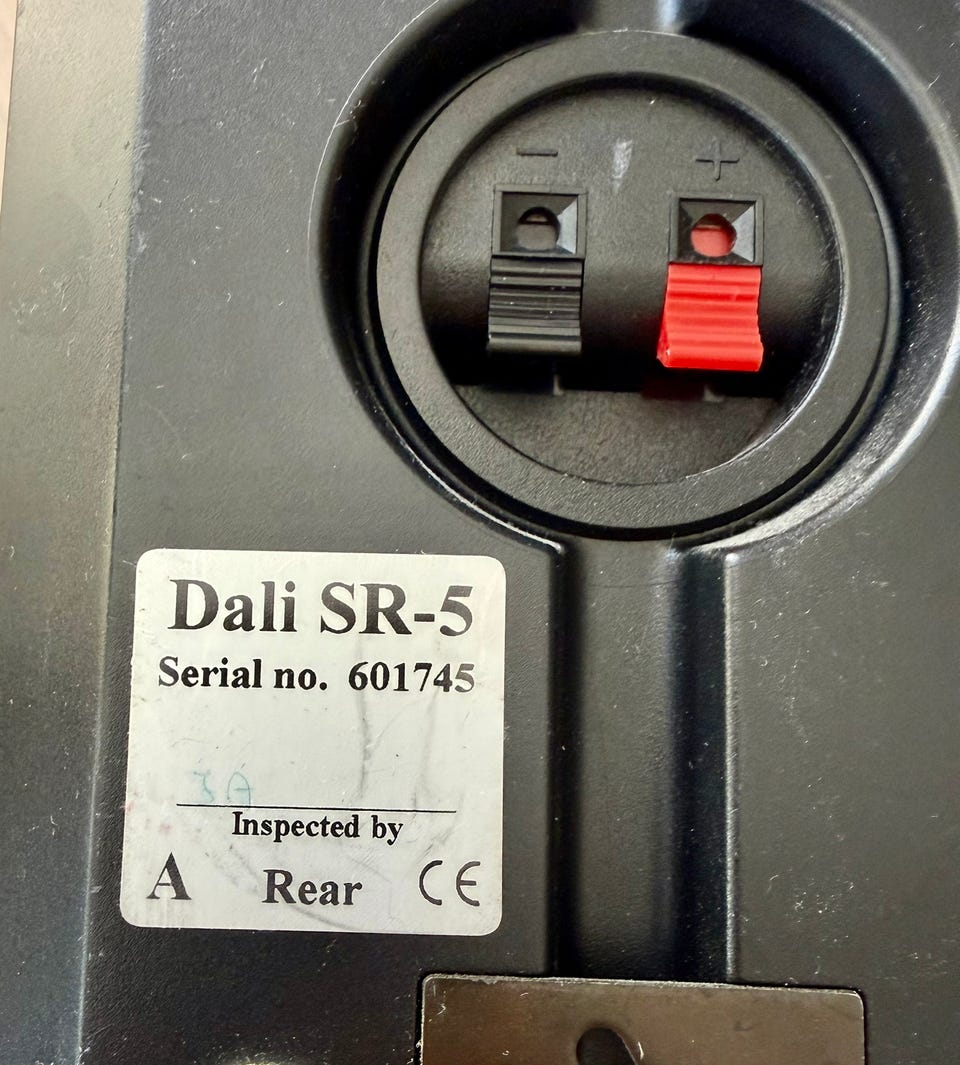 − +
Dali SR-5
Serial no. 601745
Inspected by
A Rear CE